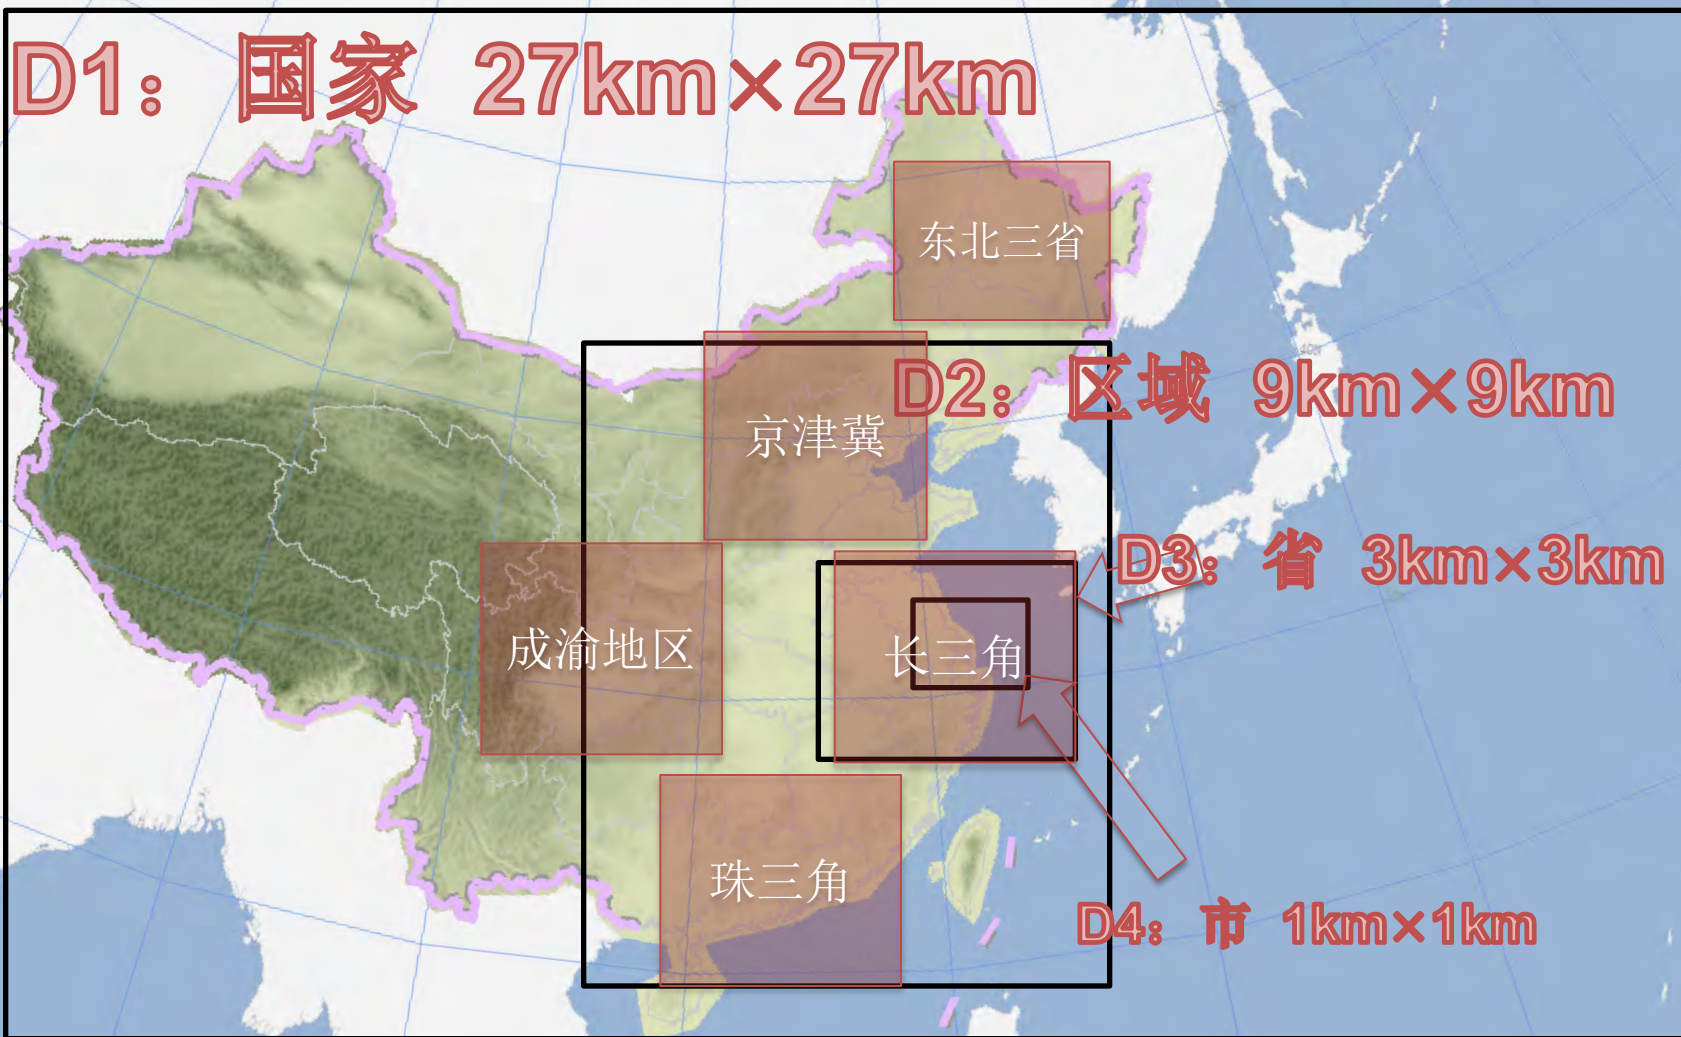 D1：国家 27km×27km
东北三省
D2：区域 9km×9km
京津冀
D3：省 3km×3km
成渝地区
长三角
珠三角
D4：市 1km×1km
40N